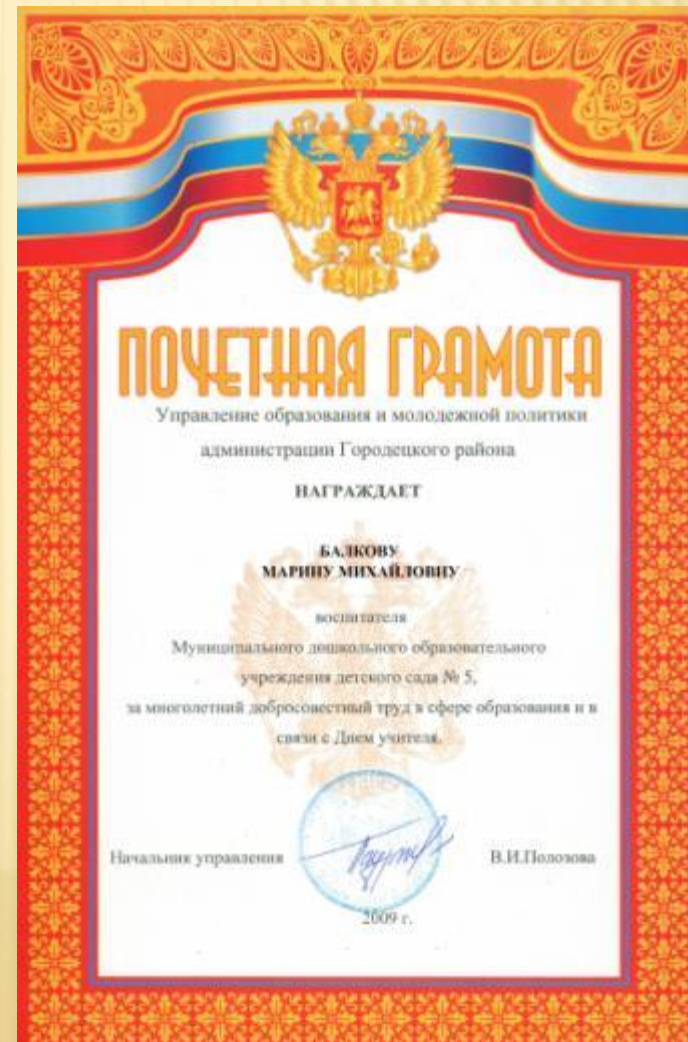 ПОЧЕТНАЯ ГРАМОТА
Управление образования и молодежной политики
администрации Городецкого района
НАГРАЖДАЕТ
БАЛКОВУ
МАРИНУ МИХАЙЛОВНУ
воспитателя
Муниципального дошкольного образовательного
учреждения детского сада № 5,
за многолетний добросовестный труд в сфере образования и в
связи с Днем учителя.
Начальник управления В.И.Полозова
2009 г.